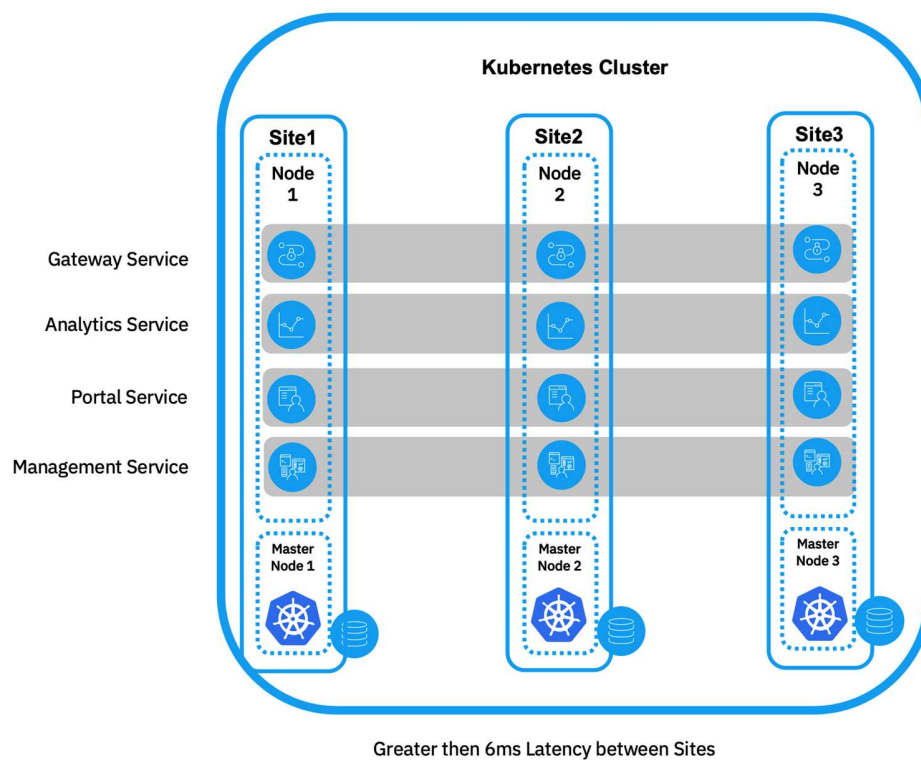 Kubernetes Cluster
Site1
Site2
Site3
Node
1
Node
2
Node
3
Gateway Service
Analytics Service
Portal Service
Management Service
Master
Node 1
Master
Node 2
Master
Node 3
Greater then 6ms Latency between Sites